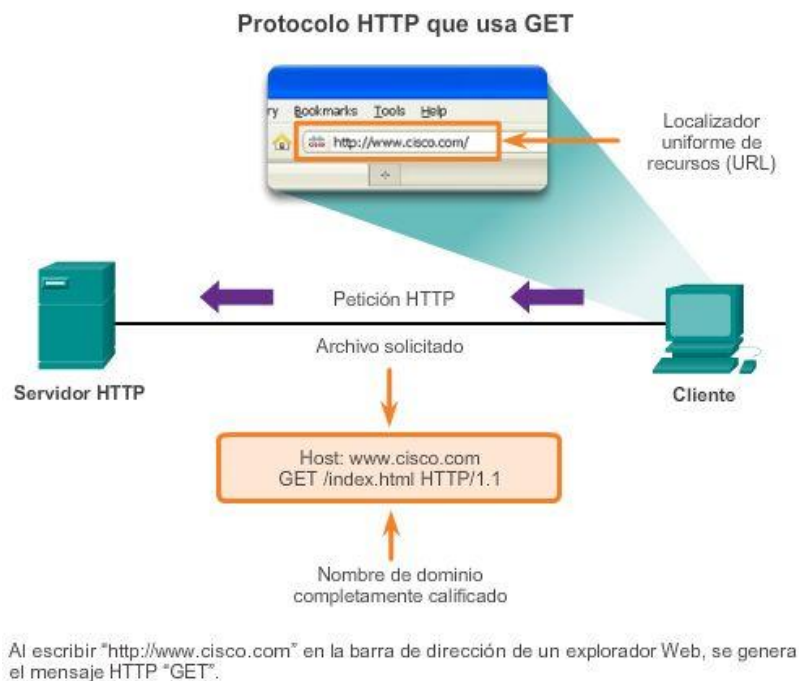 Protocolo HTTP que usa GET
ry Bookmarks Tools Help
http://www.cisco.com/
Localizador
uniforme de
recursos (URL)
Petición HTTP
Archivo solicitado
Servidor HTTP
Cliente
Host: www.cisco.com
GET /index.html HTTP/1.1
Nombre de dominio
completamente calificado
Al escribir “http://www.cisco.com” en la barra de dirección de un explorador Web, se genera
el mensaje HTTP “GET”.